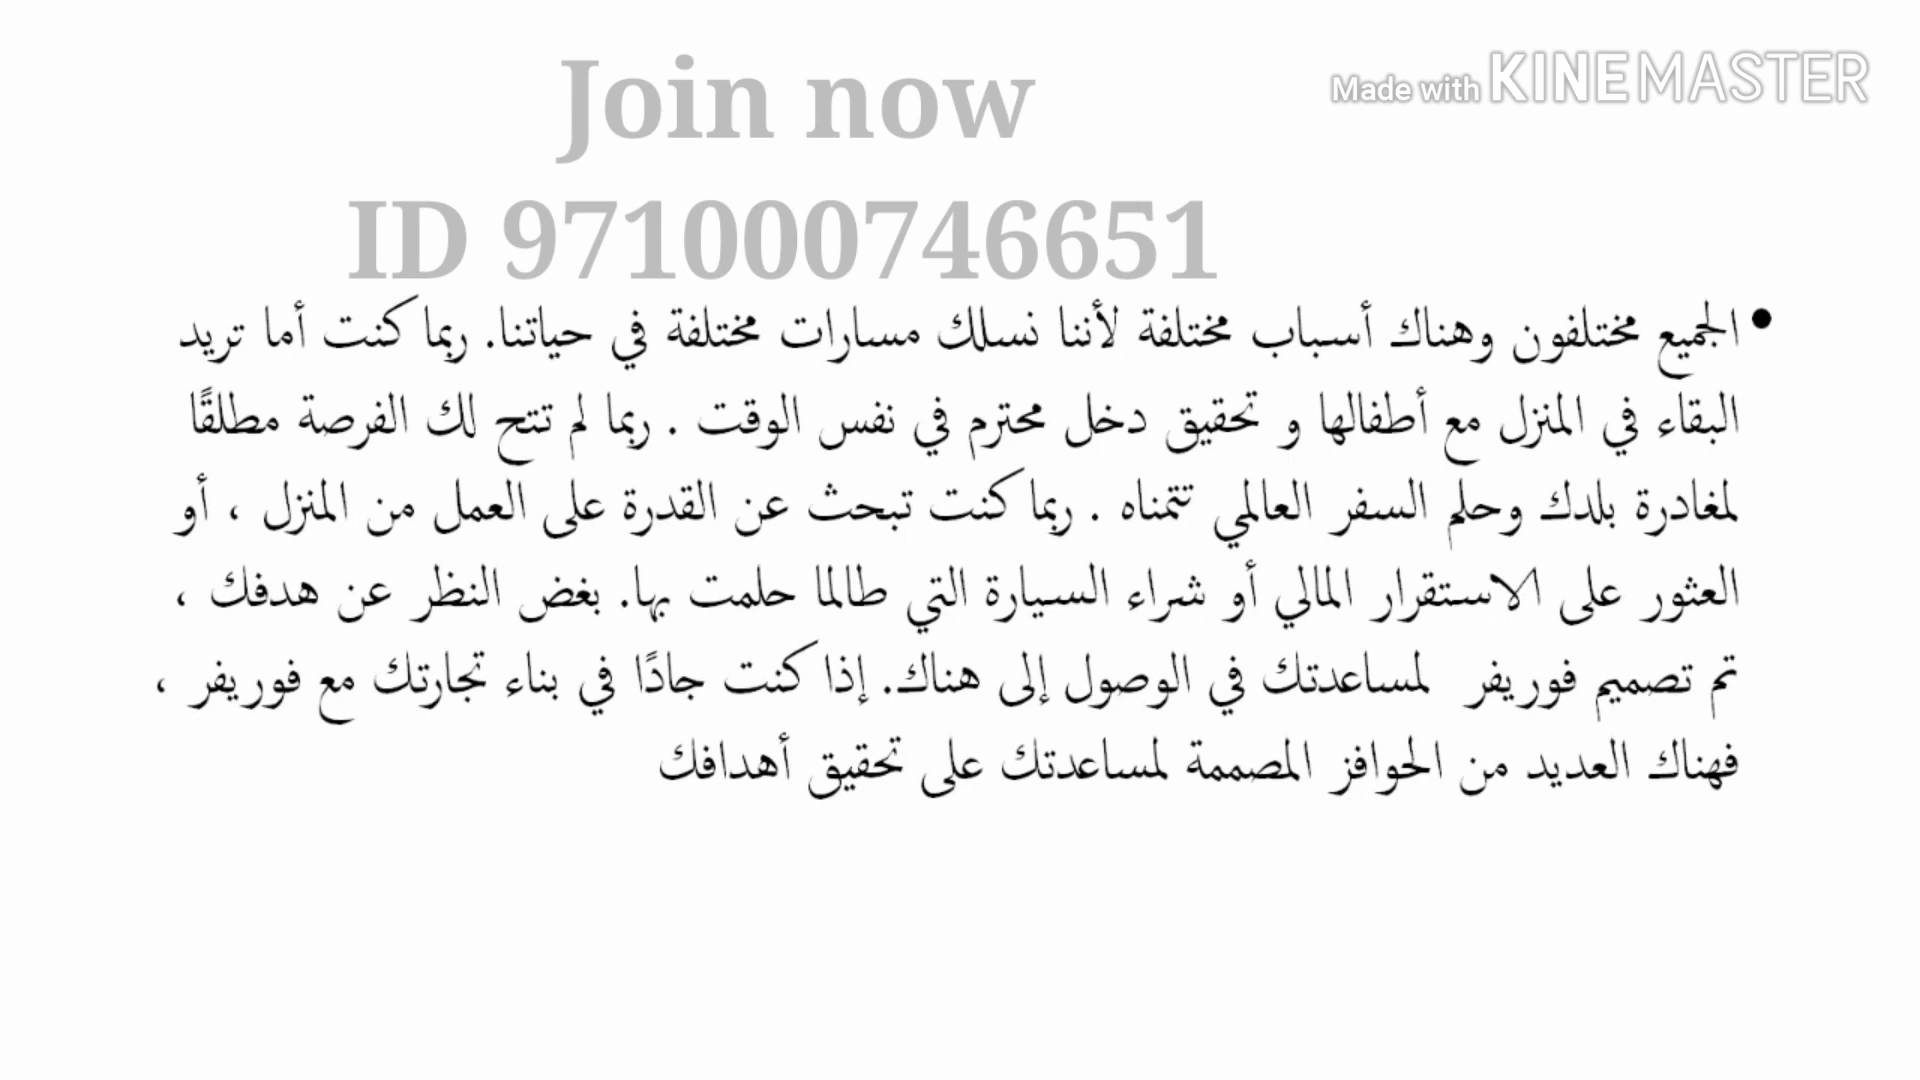 Join now
Made with KINEMASTER
ID 971000746651
• الجميع مختلفون وهناك أسباب مختلفة لأننا نسلك مسارات مختلفة في حياتنا. ربما كنت أما تريد
البقاء في المنزل مع أطفالها و تحقيق دخل محترم في نفس الوقت . ربما لم تتح لك الفرصة مطلقًا
لمغادرة بلدك وحلم السفر العالمي تتمناه . ربما كنت تبحث عن القدرة على العمل من المنزل ، أو
العثور على الاستقرار المالي أو شراء السيارة التي طالما حلمت بها. بغض النظر عن هدفك ،
تم تصميم فوريفر لمساعدتك في الوصول إلى هناك. إذا كنت جادًا في بناء تجارتك مع فوريفر ،
فهناك العديد من الحوافز المصممة لمساعدتك على تحقيق أهدافك